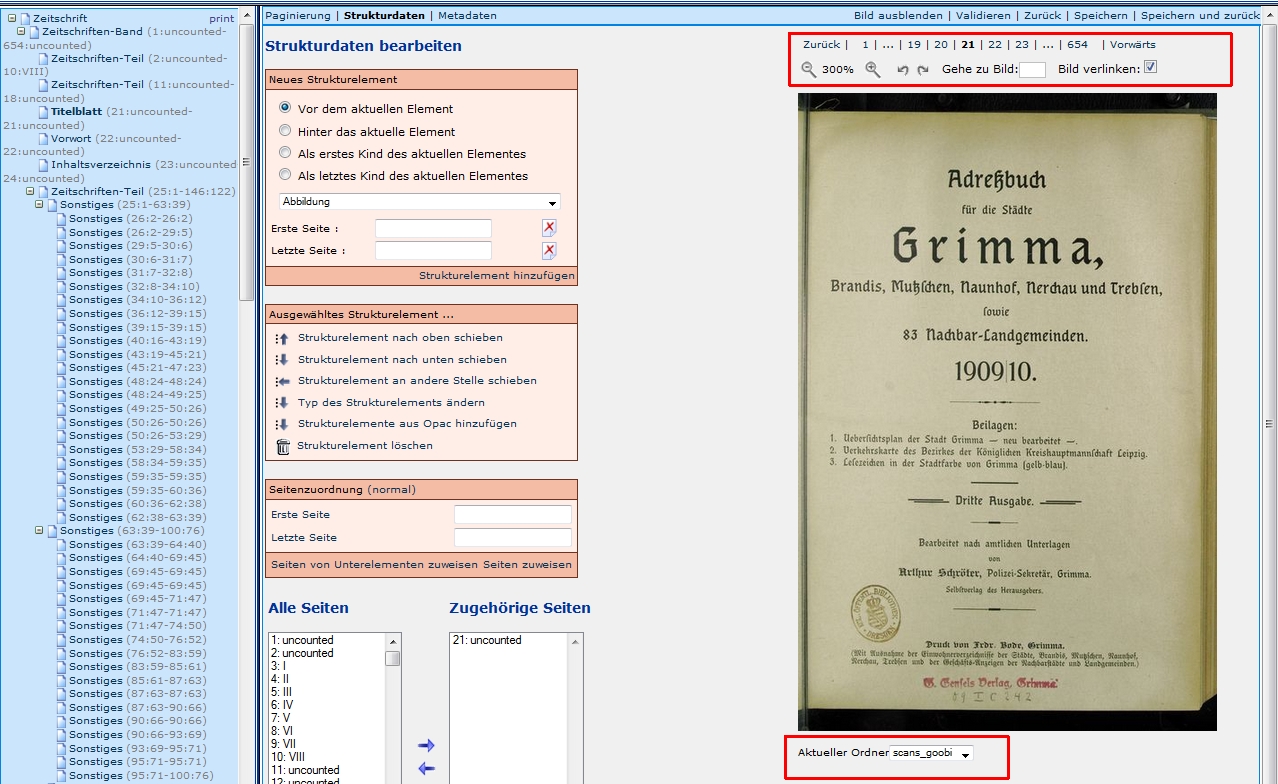 Zeitschrift print
Zeitschriften-Band (1:uncounted-
654:uncounted)
Zeitschriften-Teil (2:uncounted-
10:VIII)
Zeitschriften-Teil (11:uncounted-
18:uncounted)
Titelblatt (21:uncounted-
21:uncounted)
Vorwort (22:uncounted-
22:uncounted)
Inhaltsverzeichnis (23:uncounted
24:uncounted)
Zeitschriften-Teil (25:1-146:122)
Sonstiges (25:1-63:39)
Sonstiges (26:2-26:2)
Sonstiges (26:2-29:5)
Sonstiges (29:5-30:6)
Sonstiges (30:6-31:7)
Sonstiges (31:7-32:8)
Sonstiges (32:8-34:10)
Sonstiges (34:10-36:12)
Sonstiges (36:12-39:15)
Sonstiges (39:15-39:15)
Sonstiges (40:16-43:19)
Sonstiges (43:19-45:21)
Sonstiges (45:21-47:23)
Sonstiges (48:24-48:24)
Sonstiges (48:24-49:25)
Sonstiges (49:25-50:26)
Sonstiges (50:26-50:26)
Sonstiges (50:26-53:29)
Sonstiges (53:29-58:34)
Sonstiges (58:34-59:35)
Sonstiges (59:35-59:35)
Sonstiges (59:35-60:36)
Sonstiges (60:36-62:38)
Sonstiges (62:38-63:39)
Sonstiges (63:39-100:76)
Sonstiges (63:39-64:40)
Sonstiges (64:40-69:45)
Sonstiges (69:45-69:45)
Sonstiges (69:45-69:45)
Sonstiges (69:45-71:47)
Sonstiges (71:47-71:47)
Sonstiges (71:47-74:50)
Sonstiges (74:50-76:52)
Sonstiges (76:52-83:59)
Sonstiges (83:59-85:61)
Sonstiges (85:61-87:63)
Sonstiges (87:63-87:63)
Sonstiges (87:63-90:66)
Sonstiges (90:66-90:66)
Sonstiges (90:66-93:69)
Sonstiges (93:69-95:71)
Sonstiges (95:71-95:71)
Sonstiges (95:71-100:76)
Paginierung | Strukturdaten | Metadaten
Bild ausblenden | Validieren | Zurück | Speichern | Speichern und zurück
Strukturdaten bearbeiten
Neues Strukturelement
Vor dem aktuellen Element
Hinter das aktuelle Element
Als erstes Kind des aktuellen Elementes
Als letztes Kind des aktuellen Elementes
Abbildung
Erste Seite :
Letzte Seite :
Strukturelement hinzufügen
Ausgewähltes Strukturelement ...
Strukturelement nach oben schieben
Strukturelement nach unten schieben
Strukturelement an andere Stelle schieben
Typ des Strukturelements ändern
Strukturelemente aus Opac hinzufügen
Strukturelement löschen
Seitenzuordnung (normal)
Erste Seite
Letzte Seite
Seiten von Unterelementen zuweisen Seiten zuweisen
Alle Seiten
1: uncounted
2: uncounted
3: I
4: II
5: III
6: IV
7: V
8: VI
9: VII
10: VIII
11: uncounted
12: uncounted
Zugehörige Seiten
21: uncounted
Zurück | 1 | ... | 19 | 20 | 21 | 22 | 23 | ... | 654 | Vorwärts
300% Gehe zu Bild: Bild verlinken:
Adreßbuch
für die Städte
Grimma,
Brandis, Mutzſchen, Naunhof, Nerchau und Trebſen,
ſowie
83 Nachbar-Landgemeinden.
1909|10.
Beilagen:
1. Ueberſichtsplan der Stadt Grimma — neu bearbeitet —.
2. Verkehrskarte des Bezirkes der Königlichen Kreishauptmannſchaft Leipzig.
3. Leſezeichen in der Stadtfarbe von Grimma (gelb-blau).
Dritte Ausgabe.
Bearbeitet nach amtlichen Unterlagen
von
Arthur Schröter, Polizei-Sekretär, Grimma.
Selbſtverlag des Herausgebers.
Druck von Frdr. Bode, Grimma.
(Mit Ausnahme der Einwohnerverzeichniſſe der Städte, Brandis, Mutzſchen, Naunhof,
Nerchau, Trebſen und der Geſchäfts-Anzeigen der Nachbarſtädte und Landgemeinden.)
Verlag, Grimma.
Aktueller Ordner scans_goobi